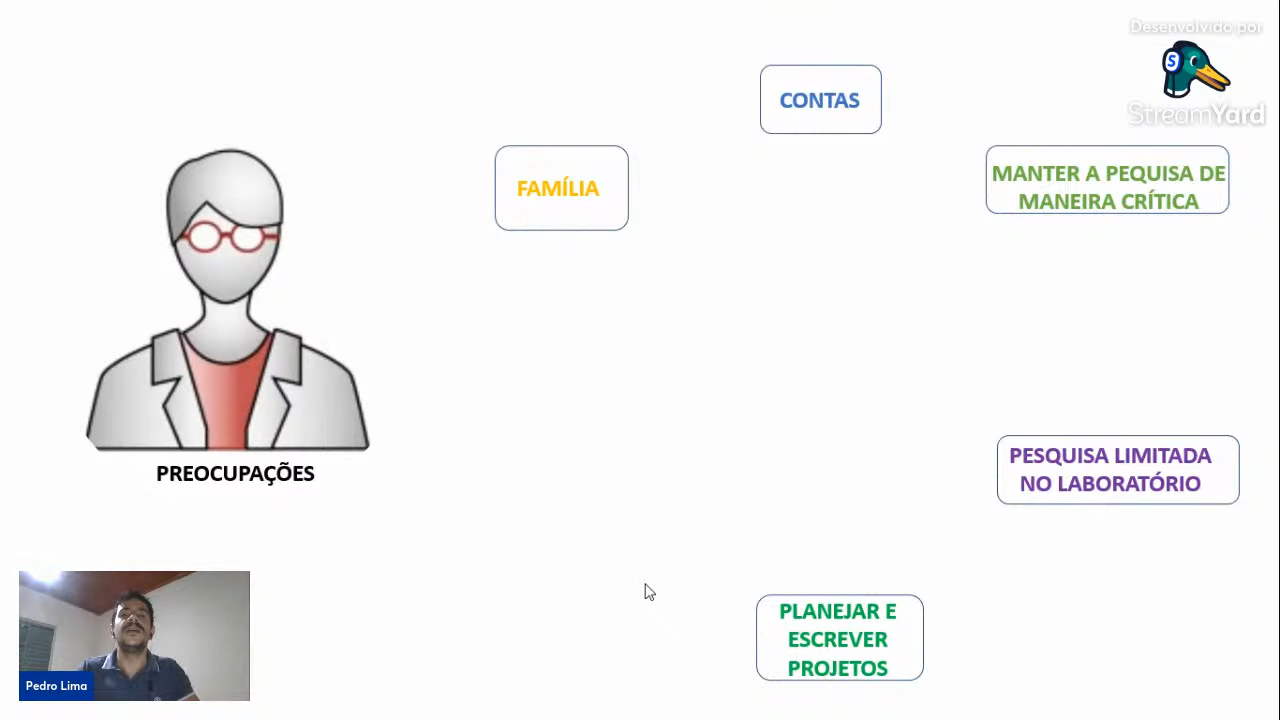 Desenvolvido por
S
StreamYard
CONTAS
FAMÍLIA
MANTER A PEQUISA DE
MANEIRA CRÍTICA
PREOCUPAÇÕES
PESQUISA LIMITADA
NO LABORATÓRIO
PLANEJAR E
ESCREVER
PROJETOS
Pedro Lima